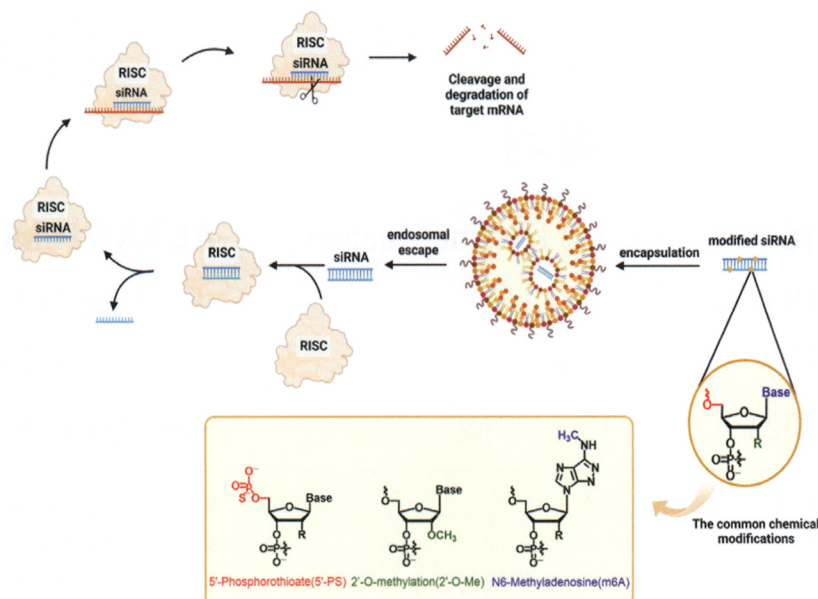 RISC
siRNA
RISC
siRNA
Cleavage and
degradation of
target mRNA
RISC
siRNA
RISC
siRNA
endosomal
escape
encapsulation
modified siRNA
RISC
Base
O
O
O
R
O=P
O⁻
The common chemical
modifications
O⁻
O=P
S
O
O
Base
O
R
O=P
O⁻
O
O
Base
O
OCH₃
O=P
O⁻
H₃C
NH
N
N
N
N
N
O
O
O
R
O=P
O⁻
5'-Phosphorothioate(5'-PS)
2'-O-methylation(2'-O-Me)
N6-Methyladenosine(m6A)